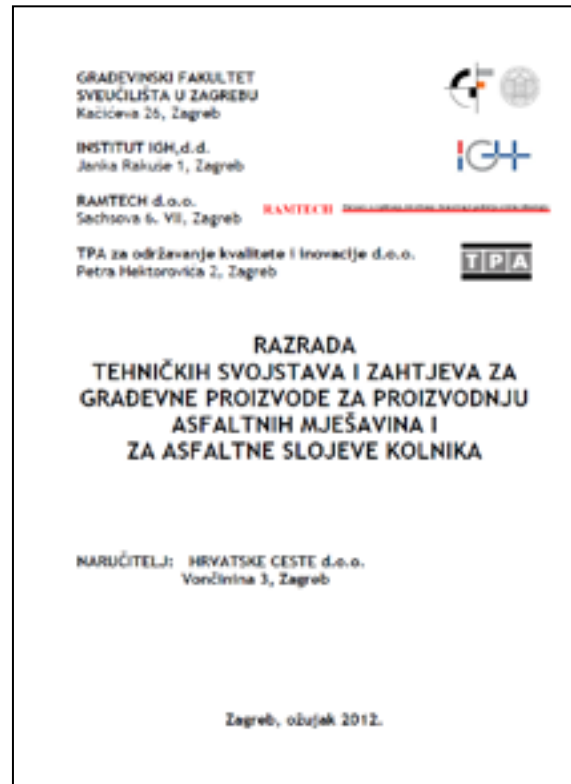 GRAĐEVINSKI FAKULTET
SVEUČILIŠTA U ZAGREBU
Kačićeva 26, Zagreb
INSTITUT IGH,d.d.
IGH
Janka Rakuše 1, Zagreb
RAMTECH d.o.o.
RAMTECH
Sachsova 6. VII, Zagreb
TPA za održavanje kvalitete i inovacije d.o.o.
TPA
Petra Hektorovića 2, Zagreb
RAZRADA
TEHNIČKIH SVOJSTAVA I ZAHTJEVA ZA
GRAĐEVNE PROIZVODE ZA PROIZVODNJU
ASFALTNIH MJEŠAVINA I
ZA ASFALTNE SLOJEVE KOLNIKA
NARUČITELJ: HRVATSKE CESTE d.o.o.
Vončinina 3, Zagreb
Zagreb, ožujak 2012.